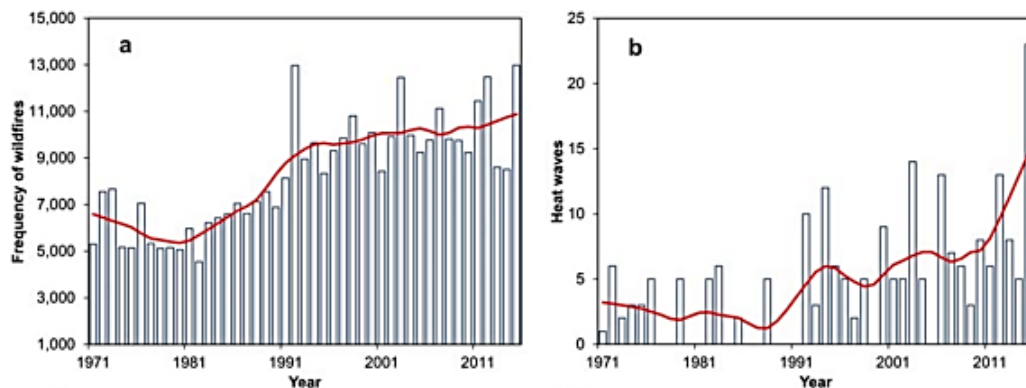 a
Frequency of wildfires
15,000
13,000
11,000
9,000
7,000
5,000
3,000
1,000
1971 1981 1991 2001 2011
Year
b
Heat waves
25
20
15
10
5
0
1971 1981 1991 2001 2011
Year